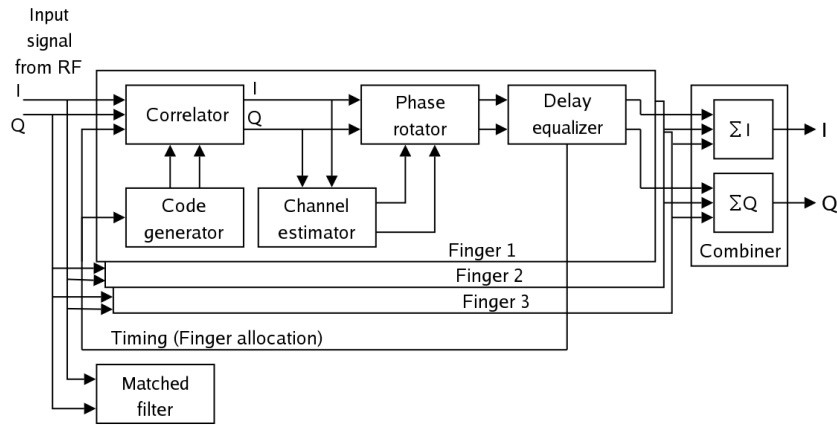 Input
signal
from RF
I
Q
Correlator
I
Q
Phase
rotator
Delay
equalizer
Code
generator
Channel
estimator
Finger 1
Finger 2
Finger 3
Timing (Finger allocation)
Matched
filter
ΣI
ΣQ
Combiner
I
Q